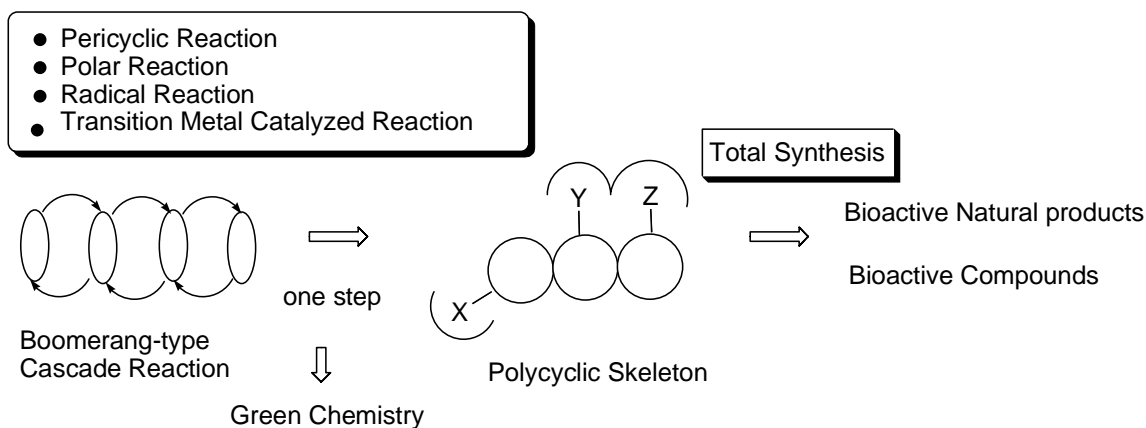 ● Pericyclic Reaction
● Polar Reaction
● Radical Reaction
● Transition Metal Catalyzed Reaction
Total Synthesis
Y
Z
X
Bioactive Natural products
Bioactive Compounds
one step
Boomerang-type
Cascade Reaction
Polycyclic Skeleton
Green Chemistry